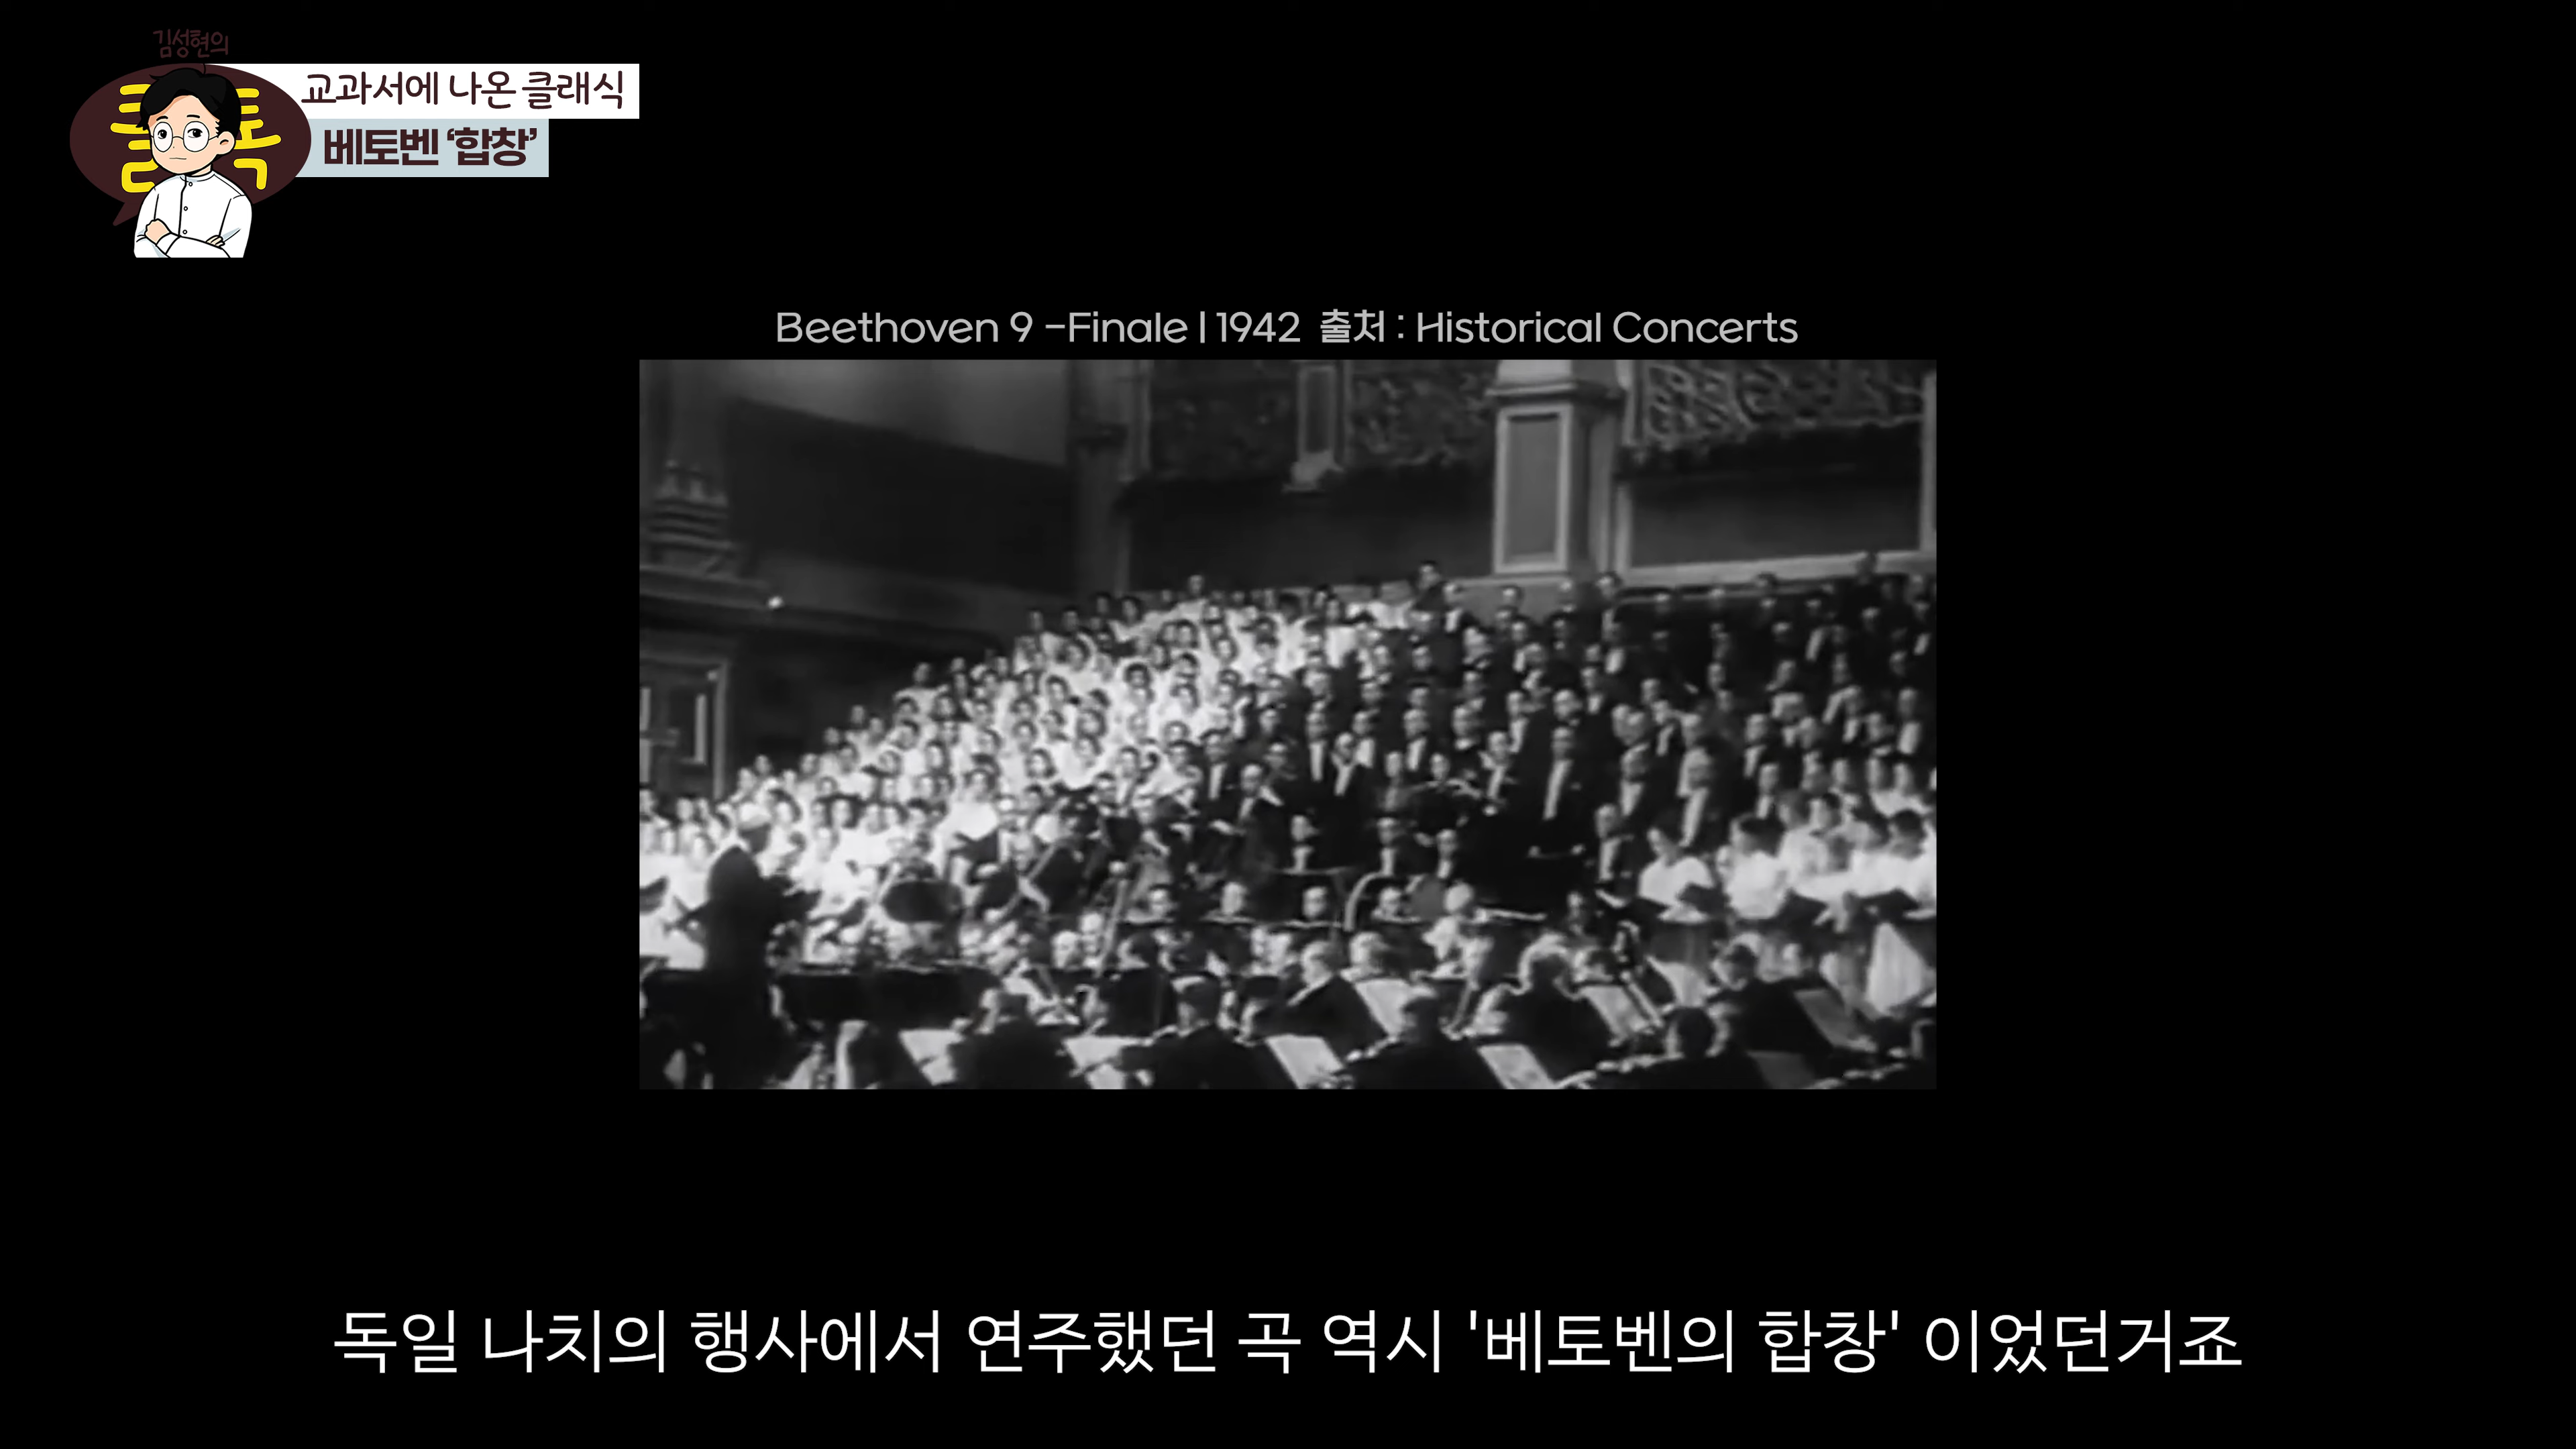 김성현의
클톡
교과서에 나온 클래식
베토벤 ‘합창’
Beethoven 9 -Finale | 1942 출처 : Historical Concerts
독일 나치의 행사에서 연주했던 곡 역시 '베토벤의 합창' 이었던거죠